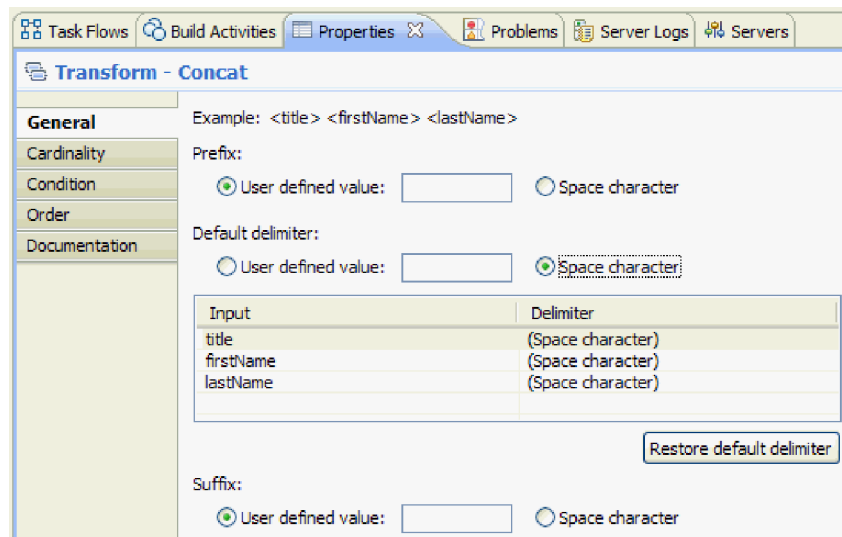 Task Flows Build Activities Properties Problems Server Logs Servers
Transform - Concat
General
Cardinality
Condition
Order
Documentation
Example: <title> <firstName> <lastName>
Prefix:
User defined value: Space character
Default delimiter:
User defined value: Space character
Input Delimiter
title (Space character)
firstName (Space character)
lastName (Space character)
Restore default delimiter
Suffix:
User defined value: Space character